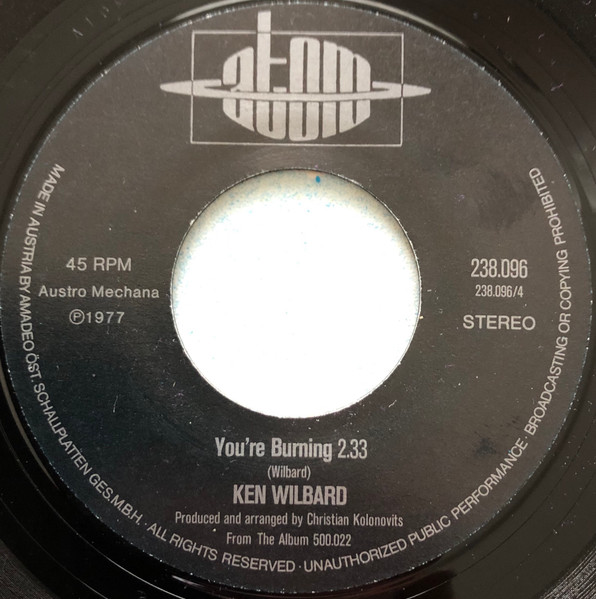 atom
45 RPM
Austro Mechana
Ⓟ1977
238.096
238.096/4
STEREO
You're Burning 2.33
(Wilbard)
KEN WILBARD
Produced and arranged by Christian Kolonovits
From The Album 500.022
MADE IN AUSTRIA BY AMADEO ÖST. SCHALLPLATTEN GES.M.B.H. · ALL RIGHTS RESERVED · UNAUTHORIZED PUBLIC PERFORMANCE · BROADCASTING OR COPYING PROHIBITED